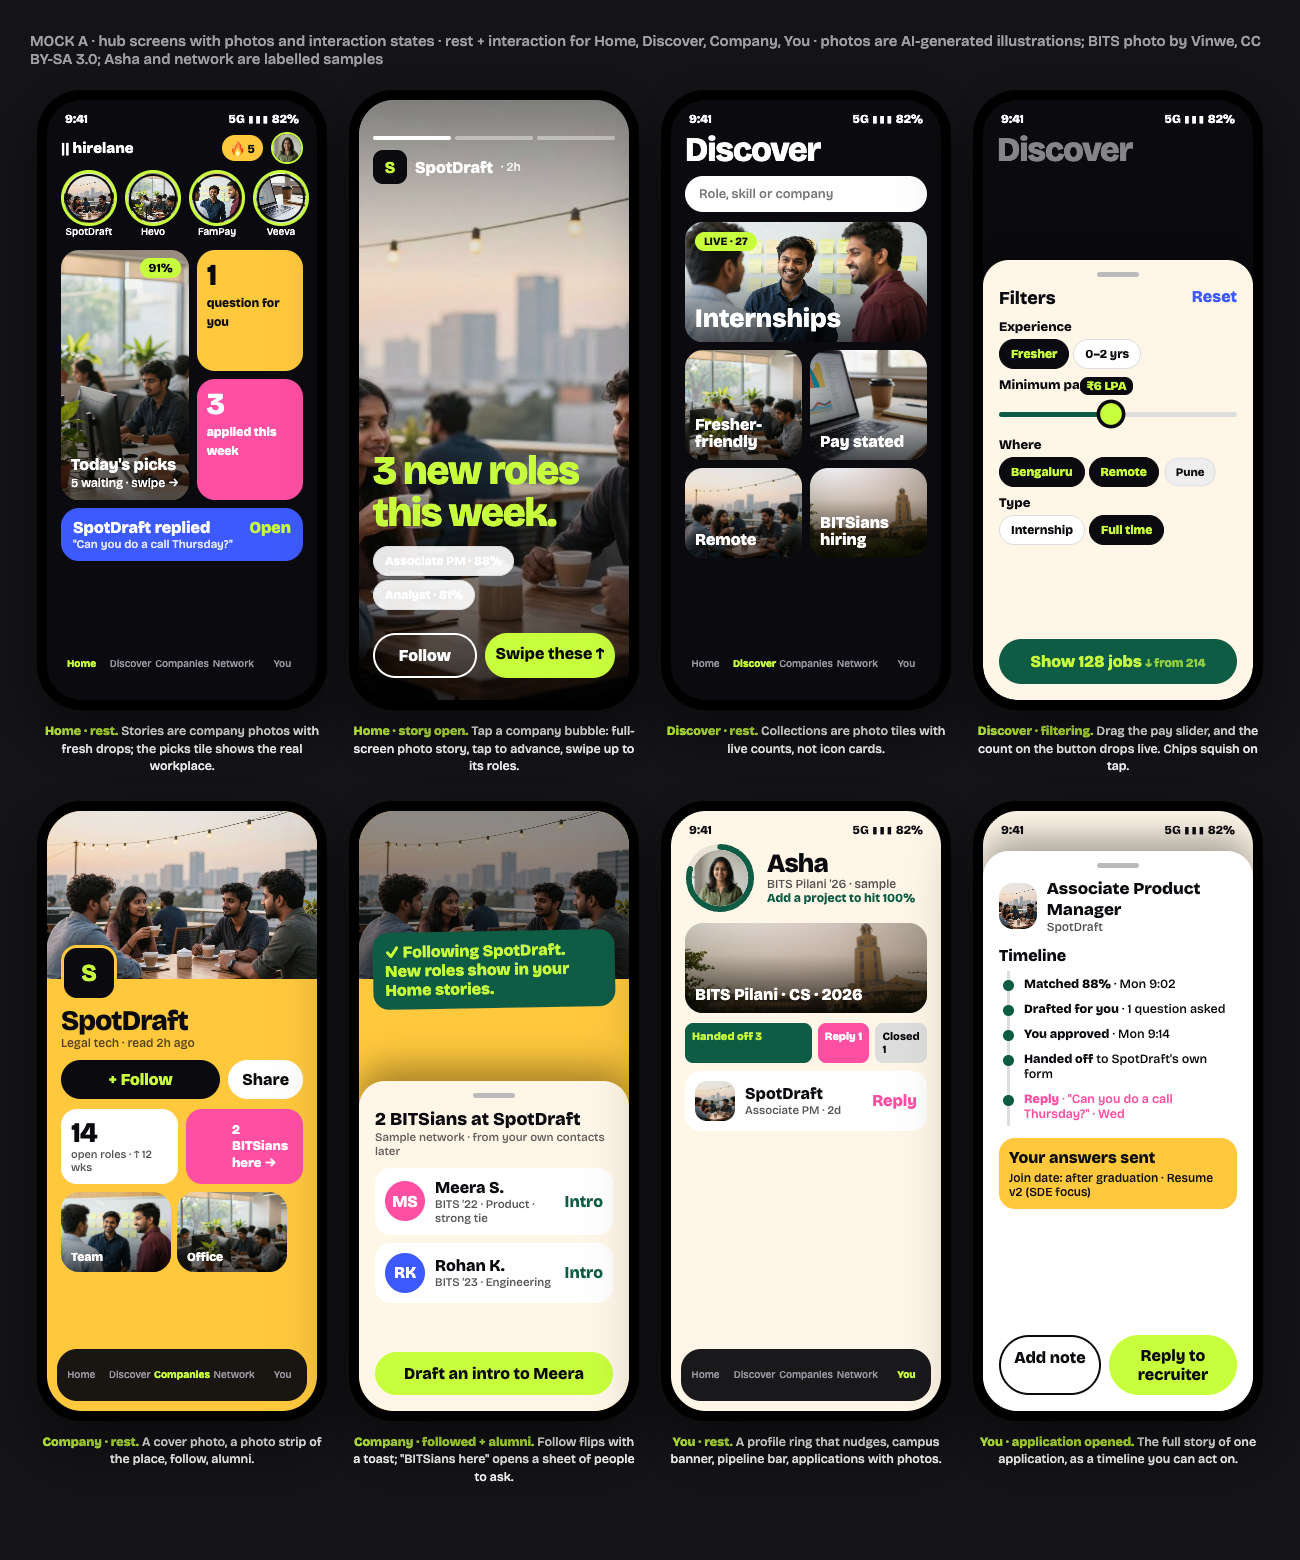 MOCK A · hub screens with photos and interaction states · rest + interaction for Home, Discover, Company, You · photos are AI-generated illustrations; BITS photo by Vinwe, CC
BY-SA 3.0; Asha and network are labelled samples
9:41
5G ▮▮▮ 82%
|| hirelane
🔥 5
SpotDraft
Hevo
FamPay
Veeva
91%
Today's picks
5 waiting · swipe →
1
question for
you
3
applied this
week
SpotDraft replied
Open
"Can you do a call Thursday?"
Home
Discover
Companies
Network
You
Home · rest. Stories are company photos with
fresh drops; the picks tile shows the real
workplace.
S
SpotDraft · 2h
3 new roles
this week.
Associate PM · 88%
Analyst · 81%
Follow
Swipe these ↑
Home · story open. Tap a company bubble: full-
screen photo story, tap to advance, swipe up to
its roles.
9:41
5G ▮▮▮ 82%
Discover
Role, skill or company
LIVE · 27
Internships
Fresher-
friendly
Pay stated
Remote
BITSians
hiring
Home
Discover
Companies
Network
You
Discover · rest. Collections are photo tiles with
live counts, not icon cards.
9:41
5G ▮▮▮ 82%
Discover
Filters
Reset
Experience
Fresher
0–2 yrs
Minimum pa
₹6 LPA
Where
Bengaluru
Remote
Pune
Type
Internship
Full time
Show 128 jobs ↓ from 214
Discover · filtering. Drag the pay slider, and the
count on the button drops live. Chips squish on
tap.
S
SpotDraft
Legal tech · read 2h ago
+ Follow
Share
14
open roles · ↑ 12
wks
2
BITSians
here →
Team
Office
Home
Discover
Companies
Network
You
Company · rest. A cover photo, a photo strip of
the place, follow, alumni.
✓ Following SpotDraft.
New roles show in your
Home stories.
2 BITSians at SpotDraft
Sample network · from your own contacts
later
MS
Meera S.
BITS '22 · Product ·
strong tie
Intro
RK
Rohan K.
BITS '23 · Engineering
Intro
Draft an intro to Meera
Company · followed + alumni. Follow flips with
a toast; "BITSians here" opens a sheet of people
to ask.
9:41
5G ▮▮▮ 82%
Asha
BITS Pilani '26 · sample
Add a project to hit 100%
BITS Pilani · CS · 2026
Handed off 3
Reply 1
Closed
1
SpotDraft
Associate PM · 2d
Reply
Home
Discover
Companies
Network
You
You · rest. A profile ring that nudges, campus
banner, pipeline bar, applications with photos.
9:41
5G ▮▮▮ 82%
Associate Product
Manager
SpotDraft
Timeline
Matched 88% · Mon 9:02
Drafted for you · 1 question asked
You approved · Mon 9:14
Handed off to SpotDraft's own
form
Reply · "Can you do a call
Thursday?" · Wed
Your answers sent
Join date: after graduation · Resume
v2 (SDE focus)
Add note
Reply to
recruiter
You · application opened. The full story of one
application, as a timeline you can act on.